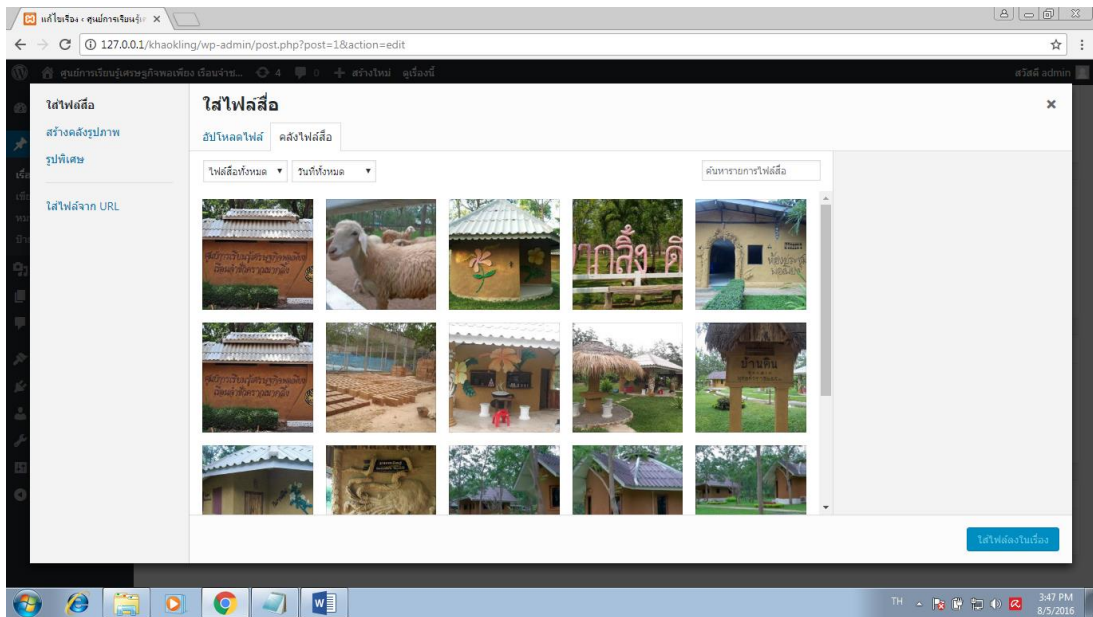 แก้ไขเรื่อง ‹ ศูนย์การเรียนรู้เศ
127.0.0.1/khaokling/wp-admin/post.php?post=1&action=edit
ศูนย์การเรียนรู้เศรษฐกิจพอเพียง เรือนจำช... 4 0 + สร้างใหม่ ดูเรื่องนี้
สวัสดี admin
ใส่ไฟล์สื่อ
สร้างคลังรูปภาพ
รูปพิเศษ
ใส่ไฟล์จาก URL
ใส่ไฟล์สื่อ
อัปโหลดไฟล์ คลังไฟล์สื่อ
ไฟล์สื่อทั้งหมด วันที่ทั้งหมด ค้นหารายการไฟล์สื่อ
บ้านดิน
ใส่ไฟล์ลงในเรื่อง
TH
3:47 PM
8/5/2016